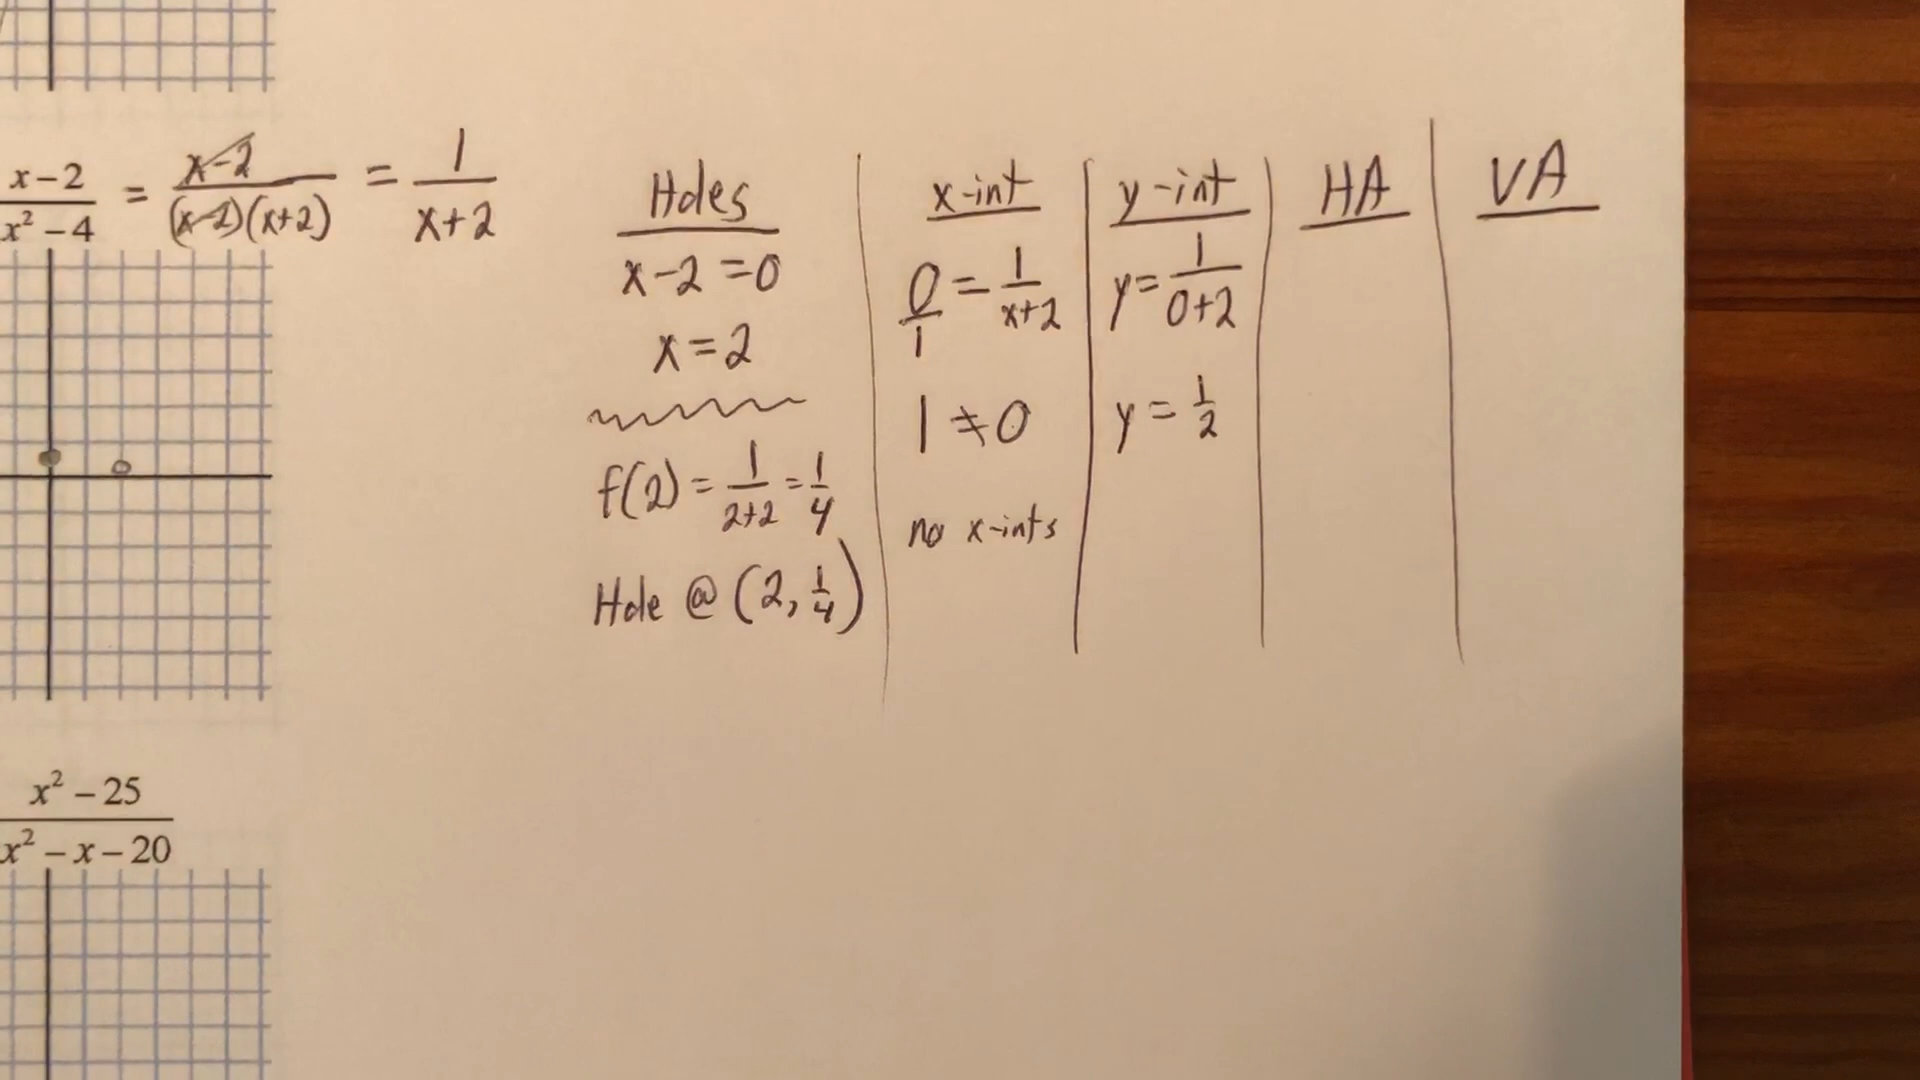 x-2/x²-4 = x-2/(x-2)(x+2) = 1/x+2
Holes
x-2=0
x=2
f(2) = 1/2+2 = 1/4
Hole @ (2, 1/4)
x-int
0/1 = 1/x+2
1 ≠ 0
no x-ints
y-int
y = 1/0+2
y = 1/2
HA
VA
x²-25/x²-x-20